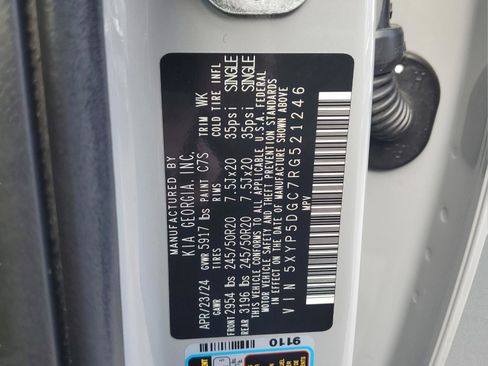 MANUFACTURED BY
KIA GEORGIA, INC.
APR/23/24 GVWR 5917 lbs PAINT C7S TRIM WK
TIRES RIMS COLD TIRE INFL
FRONT 2954 lbs 245/50R20 7.5Jx20 35psi SINGLE
REAR 3196 lbs 245/50R20 7.5Jx20 35psi SINGLE
THIS VEHICLE CONFORMS TO ALL APPLICABLE U.S.A. FEDERAL
MOTOR VEHICLE SAFETY AND THEFT PREVENTION STANDARDS
IN EFFECT ON THE DATE OF MANUFACTURE SHOWN ABOVE
VIN 5XYP5DGC7RG521246
MPV
9110